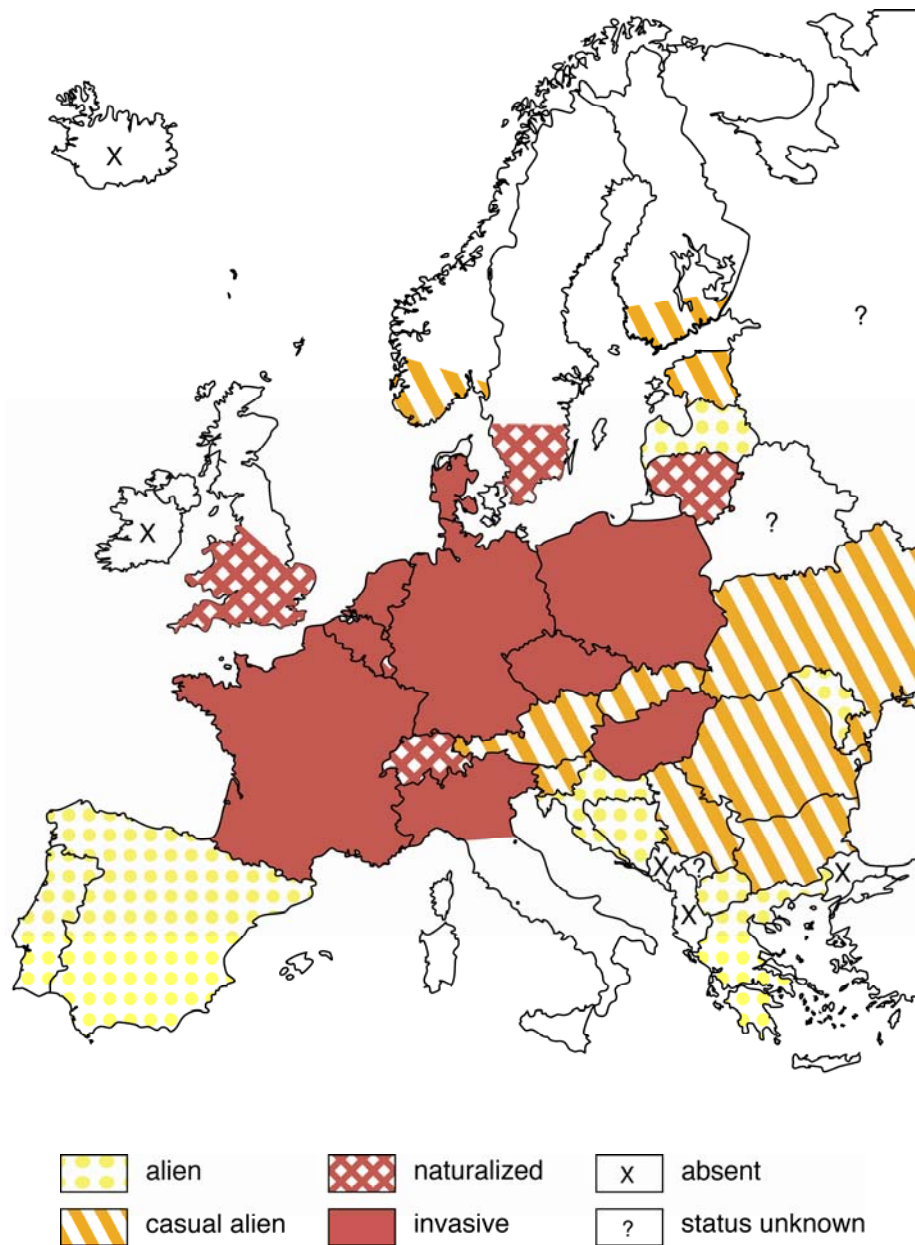 X
?
X
?
X
?
X
X
alien
naturalized
X
absent
casual alien
invasive
?
status unknown